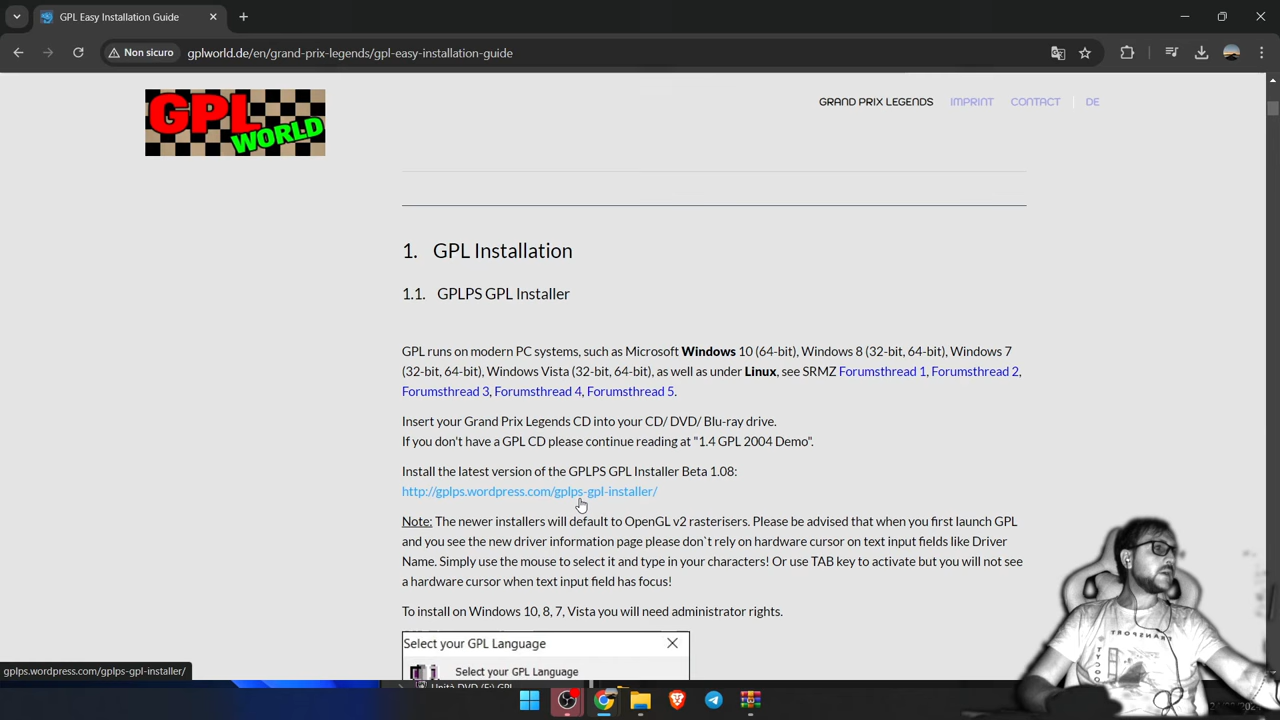 GPL Easy Installation Guide
Non sicuro
gplworld.de/en/grand-prix-legends/gpl-easy-installation-guide
GPL
WORLD
GRAND PRIX LEGENDS IMPRINT CONTACT DE
1. GPL Installation
1.1. GPLPS GPL Installer
GPL runs on modern PC systems, such as Microsoft Windows 10 (64-bit), Windows 8 (32-bit, 64-bit), Windows 7
(32-bit, 64-bit), Windows Vista (32-bit, 64-bit), as well as under Linux, see SRMZ Forumsthread 1, Forumsthread 2,
Forumsthread 3, Forumsthread 4, Forumsthread 5.
Insert your Grand Prix Legends CD into your CD/ DVD/ Blu-ray drive.
If you don't have a GPL CD please continue reading at "1.4 GPL 2004 Demo".
Install the latest version of the GPLPS GPL Installer Beta 1.08:
http://gplps.wordpress.com/gplps-gpl-installer/
Note: The newer installers will default to OpenGL v2 rasterisers. Please be advised that when you first launch GPL
and you see the new driver information page please don`t rely on hardware cursor on text input fields like Driver
Name. Simply use the mouse to select it and type in your characters! Or use TAB key to activate but you will not see
a hardware cursor when text input field has focus!
To install on Windows 10, 8, 7, Vista you will need administrator rights.
Select your GPL Language
Select your GPL Language
gplps.wordpress.com/gplps-gpl-installer/
Unità DVD (F:) GPL